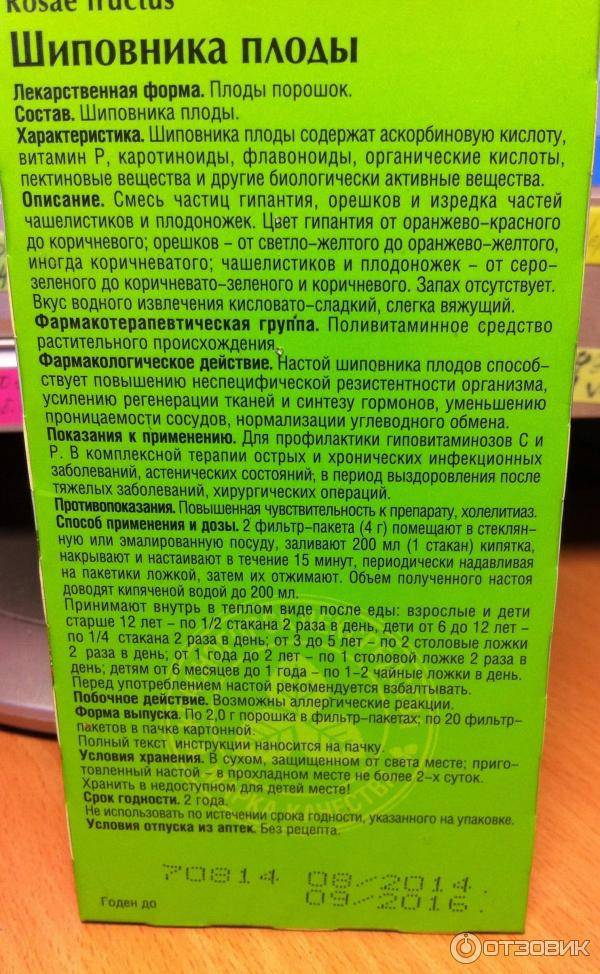 Rosae fructus
Шиповника плоды
Лекарственная форма. Плоды порошок.
Состав. Шиповника плоды.
Характеристика. Шиповника плоды содержат аскорбиновую кислоту,
витамин Р, каротиноиды, флавоноиды, органические кислоты,
пектиновые вещества и другие биологически активные вещества.
Описание. Смесь частиц гипантия, орешков и изредка частей
чашелистиков и плодоножек. Цвет гипантия от оранжево-красного
до коричневого; орешков – от светло-желтого до оранжево-желтого,
иногда коричневатого; чашелистиков и плодоножек - от серо-
зеленого до коричневато-зеленого и коричневого. Запах отсутствует.
Вкус водного извлечения кисловато-сладкий, слегка вяжущий.
Фармакотерапевтическая группа. Поливитаминное средство
растительного происхождения.
Фармакологическое действие. Настой шиповника плодов способ-
ствует повышению неспецифической резистентности организма,
усилению регенерации тканей и синтезу гормонов, уменьшению
проницаемости сосудов, нормализации углеводного обмена.
Показания к применению. Для профилактики гиповитаминозов С и
Р. В комплексной терапии острых и хронических инфекционных
заболеваний, астенических состояний, в период выздоровления после
тяжелых заболеваний, хирургических операций.
Противопоказания. Повышенная чувствительность к препарату, холелитиаз.
Способ применения и дозы. 2 фильтр-пакета (4 г) помещают в стеклян-
ную или эмалированную посуду, заливают 200 мл (1 стакан) кипятка,
накрывают и настаивают в течение 15 минут, периодически надавливая
на пакетики ложкой, затем их отжимают. Объем полученного настоя
доводят кипяченой водой до 200 мл.
Принимают внутрь в теплом виде после еды: взрослые и дети
старше 12 лет – по 1/2 стакана 2 раза в день, дети от 6 до 12 лет -
по 1/4 стакана 2 раза в день; от 3 до 5 лет - по 2 столовые ложки
2 раза в день; от 1 года до 2 лет - по 1 столовой ложке 2 раза в
день; детям от 6 месяцев до 1 года - по 1–2 чайные ложки в день.
Перед употреблением настой рекомендуется взбалтывать.
Побочное действие. Возможны аллергические реакции.
Форма выпуска. По 2,0 г порошка в фильтр-пакетах; по 20 фильтр-
пакетов в пачке картонной.
Полный текст инструкции наносится на пачку.
Условия хранения. В сухом, защищенном от света месте; приго-
товленный настой - в прохладном месте не более 2-х суток.
Хранить в недоступном для детей месте!
Срок годности. 2 года.
Не использовать по истечении срока годности, указанного на упаковке.
Условия отпуска из аптек. Без рецепта.
70814 08/2014
Годен до 09/2016
ОТЗОВИК